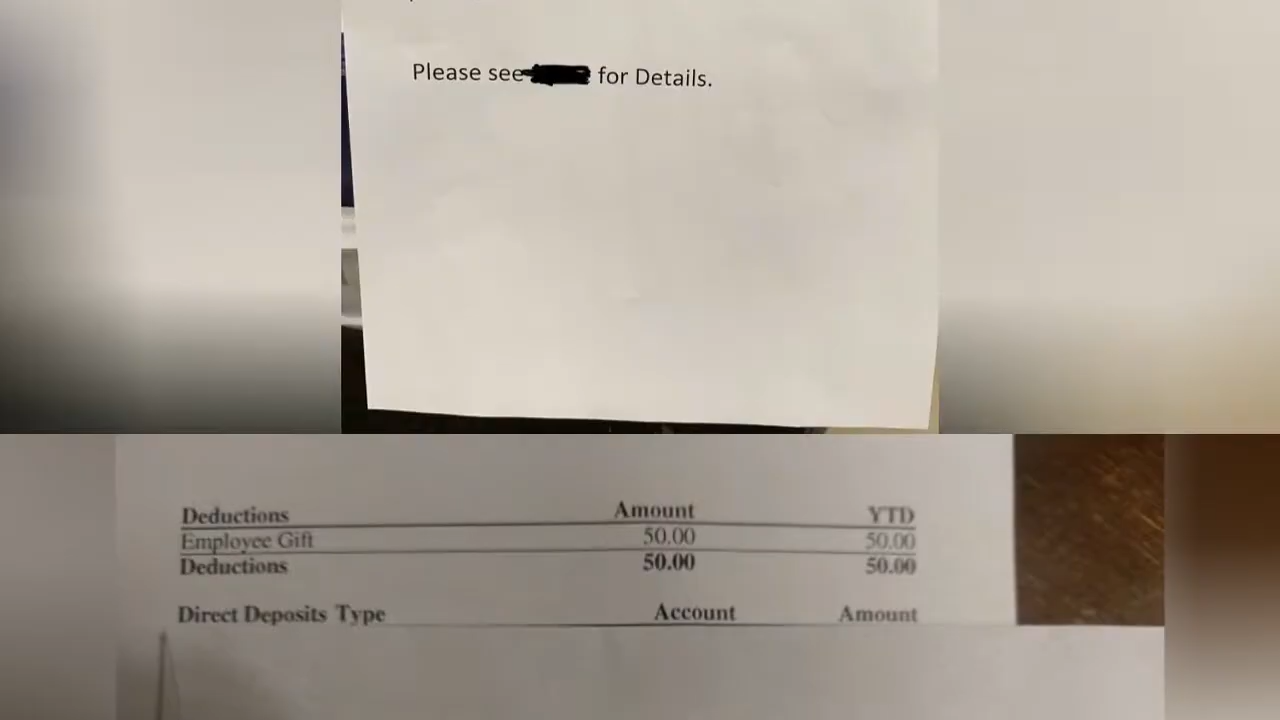 Please see for Details.
Deductions Amount YTD
Employee Gift 50.00 50.00
Deductions 50.00 50.00
Direct Deposits Type Account Amount